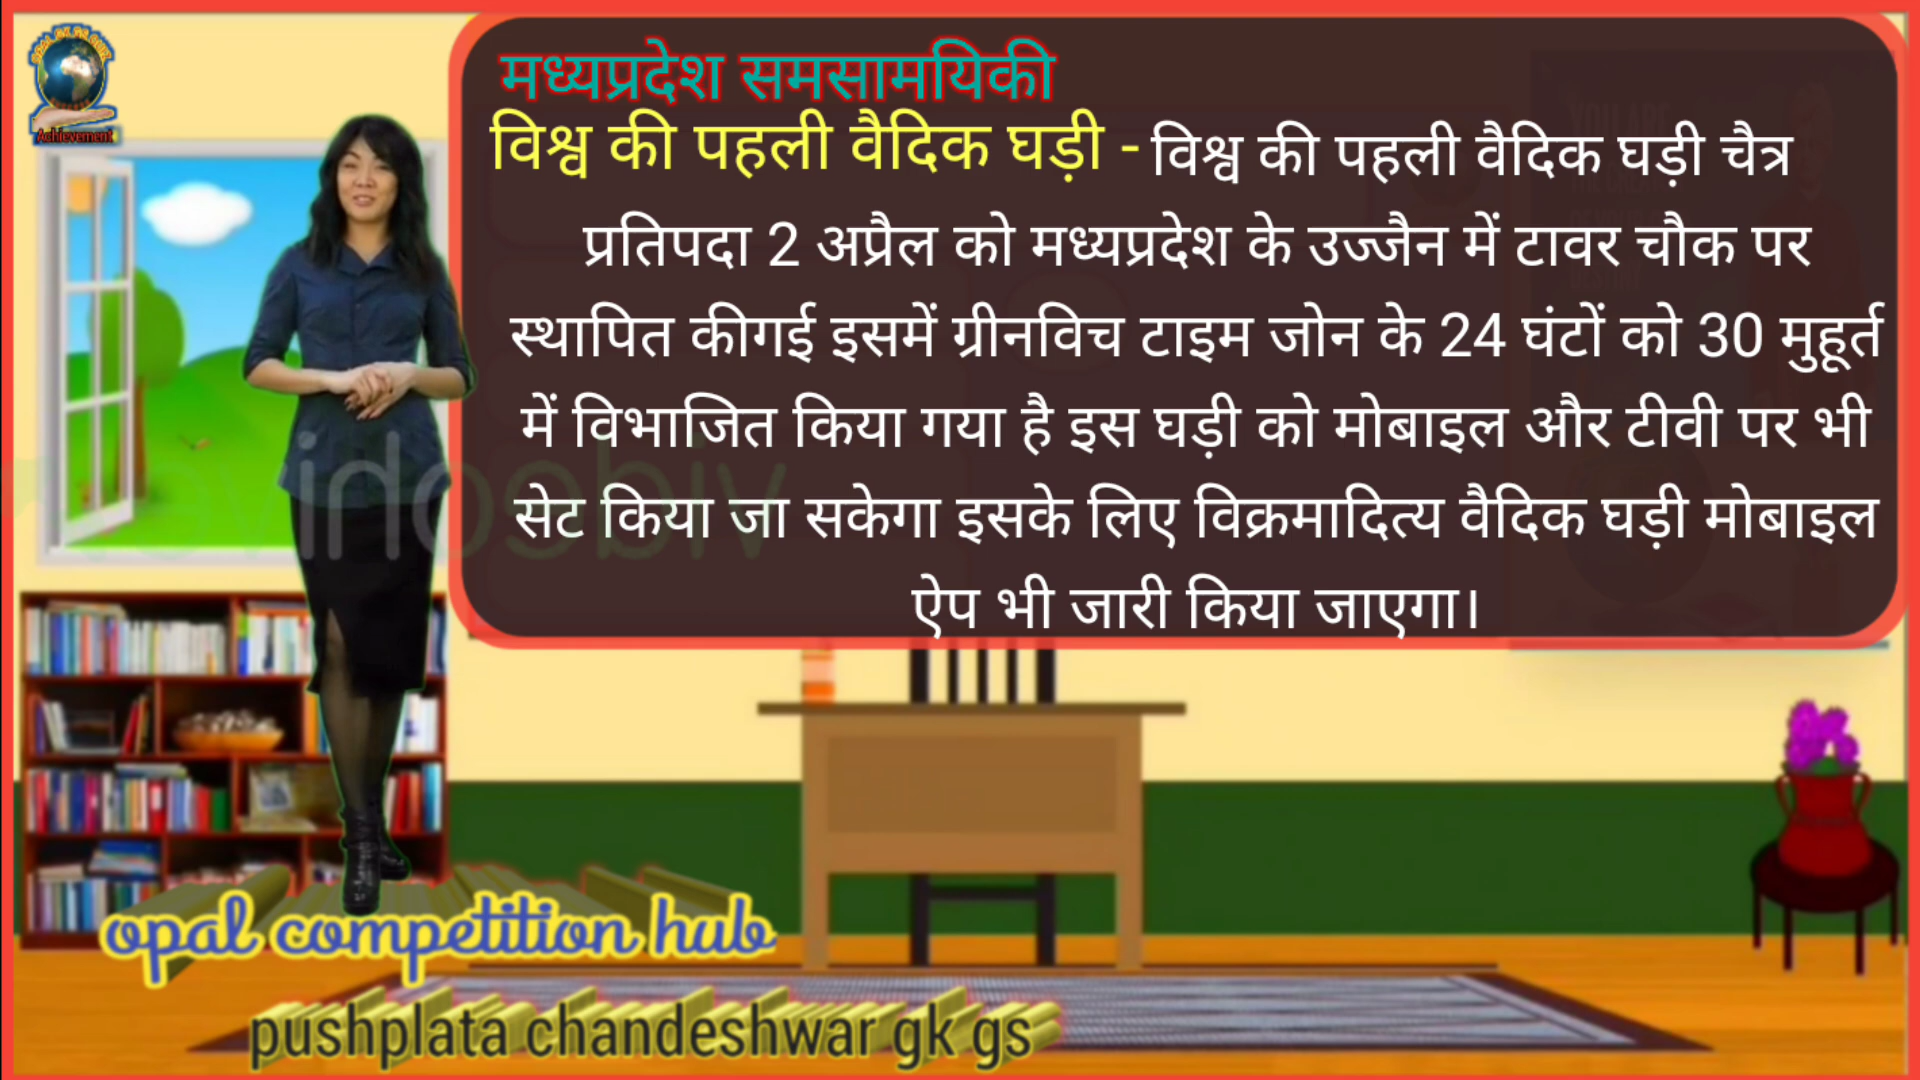 Achievement
मध्यप्रदेश समसामयिकी
विश्व की पहली वैदिक घड़ी - विश्व की पहली वैदिक घड़ी चैत्र
प्रतिपदा 2 अप्रैल को मध्यप्रदेश के उज्जैन में टावर चौक पर
स्थापित कीगई इसमें ग्रीनविच टाइम जोन के 24 घंटों को 30 मुहूर्त
में विभाजित किया गया है इस घड़ी को मोबाइल और टीवी पर भी
सेट किया जा सकेगा इसके लिए विक्रमादित्य वैदिक घड़ी मोबाइल
ऐप भी जारी किया जाएगा।
opal competition hub
pushplata chandeshwar gk gs